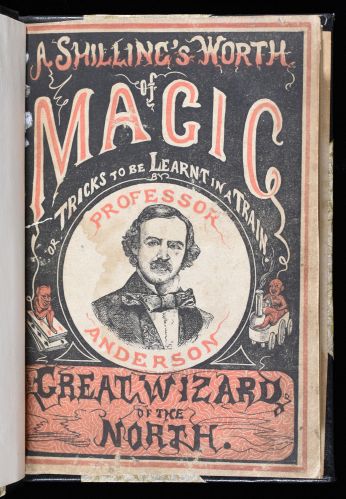 A SHILLING'S WORTH
of
MAGIC
OR TRICKS TO BE LEARNT IN A TRAIN.
BY
PROFESSOR
ANDERSON
GREAT WIZARD
OF THE
NORTH.